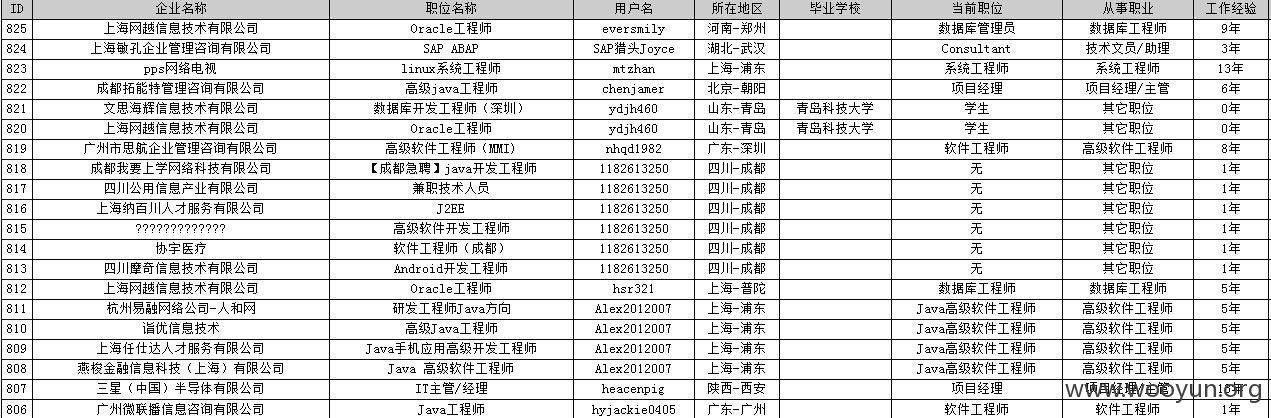 ID 企业名称 职位名称 用户名 所在地区 毕业学校 当前职位 从事职业 工作经验
825 上海网越信息技术有限公司 Oracle工程师 eversmily 河南-郑州 数据库管理员 数据库工程师 9年
824 上海敏孔企业管理咨询有限公司 SAP ABAP SAP猎头Joyce 湖北-武汉 Consultant 技术文员/助理 3年
823 pps网络电视 linux系统工程师 mtzhan 上海-浦东 系统工程师 系统工程师 13年
822 成都拓能特管理咨询有限公司 高级java工程师 chenjamer 北京-朝阳 项目经理 项目经理/主管 6年
821 文思海辉信息技术有限公司 数据库开发工程师（深圳） ydjh460 山东-青岛 青岛科技大学 学生 其它职位 0年
820 上海网越信息技术有限公司 Oracle工程师 ydjh460 山东-青岛 青岛科技大学 学生 其它职位 0年
819 广州市思航企业管理咨询有限公司 高级软件工程师（MMI) nhqd1982 广东-深圳 软件工程师 高级软件工程师 8年
818 成都我要上学网络科技有限公司 【成都急聘】java开发工程师 1182613250 四川-成都 无 其它职位 1年
817 四川公用信息产业有限公司 兼职技术人员 1182613250 四川-成都 无 其它职位 1年
816 上海纳百川人才服务有限公司 J2EE 1182613250 四川-成都 无 其它职位 1年
815 ????????????? 高级软件开发工程师 1182613250 四川-成都 无 其它职位 1年
814 协宇医疗 软件工程师（成都） 1182613250 四川-成都 无 其它职位 1年
813 四川摩奇信息技术有限公司 Android开发工程师 1182613250 四川-成都 无 其它职位 1年
812 上海网越信息技术有限公司 Oracle工程师 hsr321 上海-普陀 数据库工程师 数据库工程师 5年
811 杭州易融网络公司-人和网 研发工程师Java方向 Alex2012007 上海-浦东 Java高级软件工程师 高级软件工程师 5年
810 诣优信息技术 高级Java工程师 Alex2012007 上海-浦东 Java高级软件工程师 高级软件工程师 5年
809 上海任仕达人才服务有限公司 Java手机应用高级开发工程师 Alex2012007 上海-浦东 Java高级软件工程师 高级软件工程师 5年
808 燕梭金融信息科技（上海）有限公司 Java 高级软件工程师 Alex2012007 上海-浦东 Java高级软件工程师 高级软件工程师 5年
807 三星（中国）半导体有限公司 IT主管/经理 heacenpig 陕西-西安 项目经理 项目经理/主管
806 广州微联播信息咨询有限公司 Java工程师 hyjackie0405 广东-广州 软件工程师 软件工程师 1年
www.wooyun.org